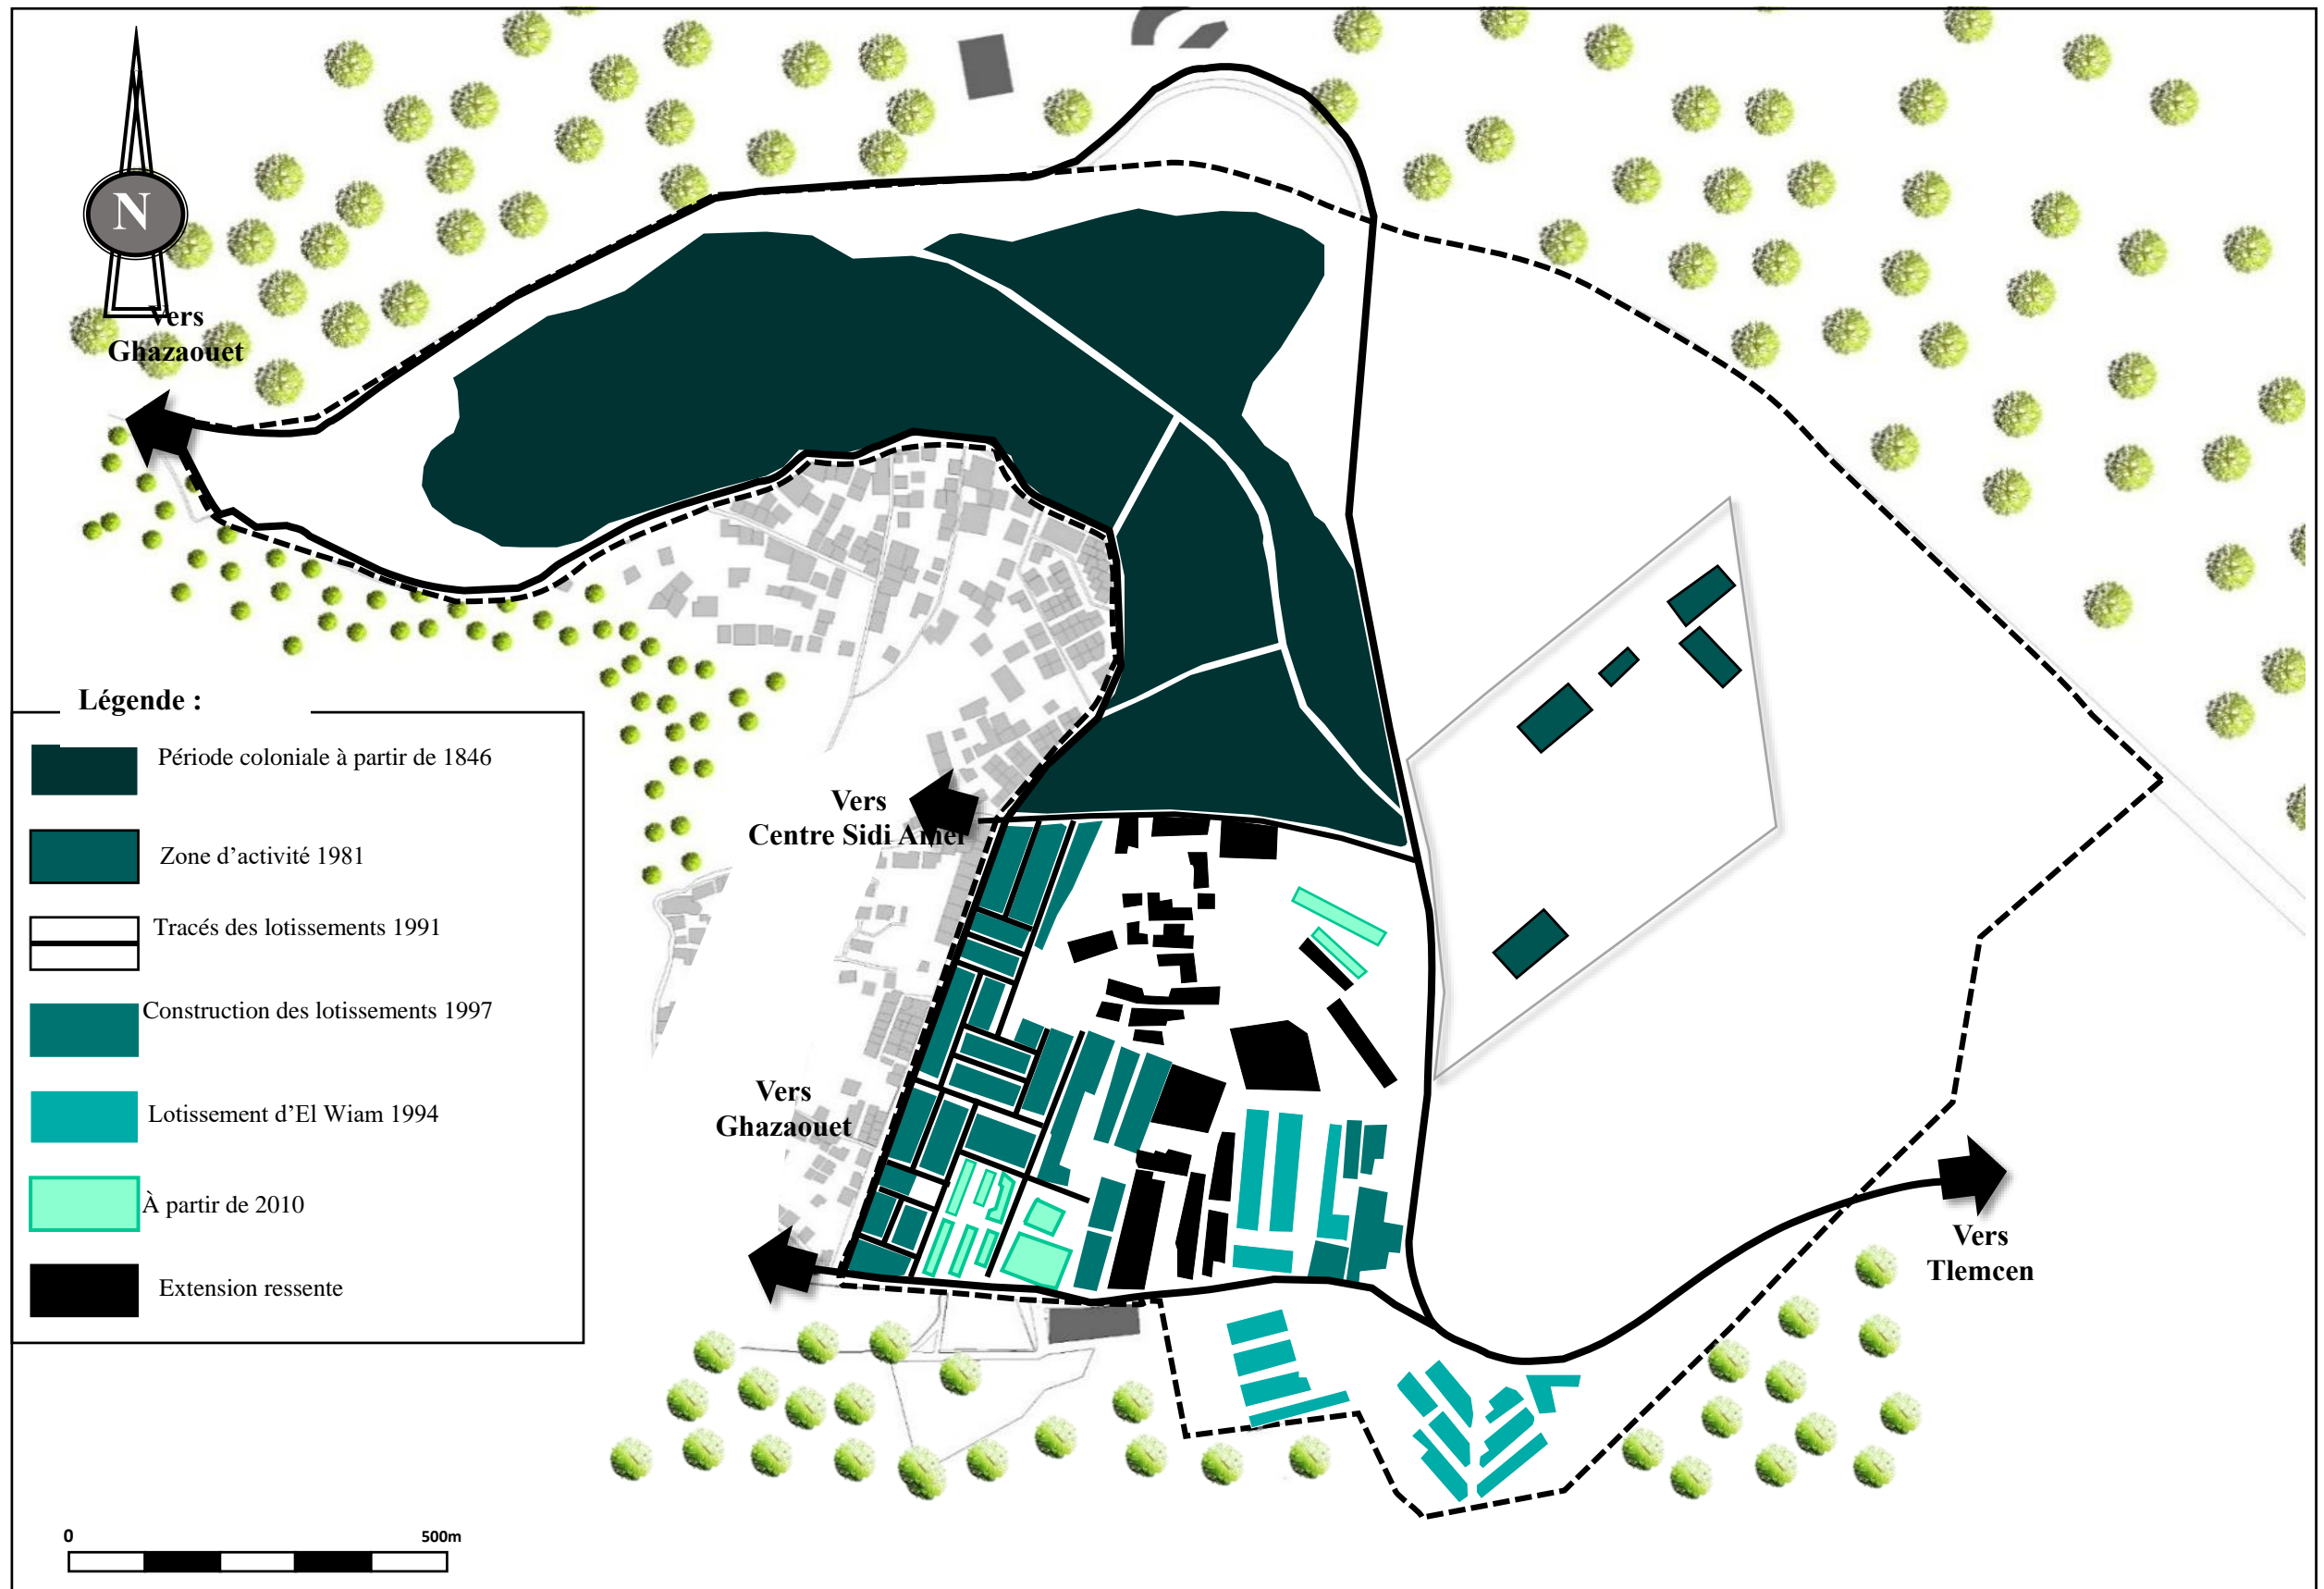 N
Vers
Ghazaouet
Légende :
Période coloniale à partir de 1846
Zone d’activité 1981
Tracés des lotissements 1991
Construction des lotissements 1997
Lotissement d’El Wiam 1994
À partir de 2010
Extension ressente
Vers
Centre Sidi Amer
Vers
Ghazaouet
Vers
Tlemcen
0
500m